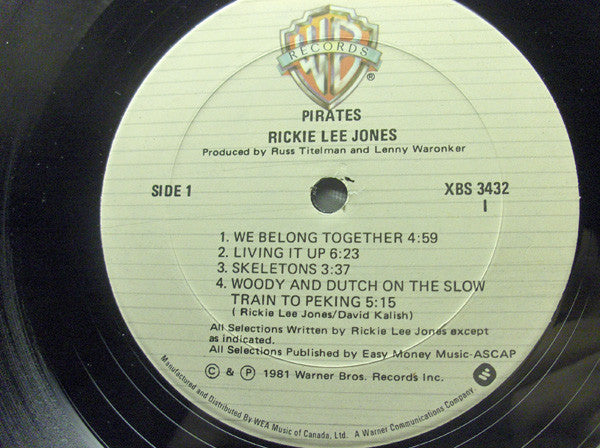 WB
RECORDS
®
PIRATES
RICKIE LEE JONES
Produced by Russ Titelman and Lenny Waronker
SIDE 1
XBS 3432
1
1. WE BELONG TOGETHER 4:59
2. LIVING IT UP 6:23
3. SKELETONS 3:37
4. WOODY AND DUTCH ON THE SLOW
TRAIN TO PEKING 5:15
( Rickie Lee Jones/David Kalish)
All Selections Written by Rickie Lee Jones except
as indicated.
All Selections Published by Easy Money Music-ASCAP
© & ℗ 1981 Warner Bros. Records Inc.
Manufactured and Distributed By WEA Music of Canada, Ltd. A Warner Communications Company